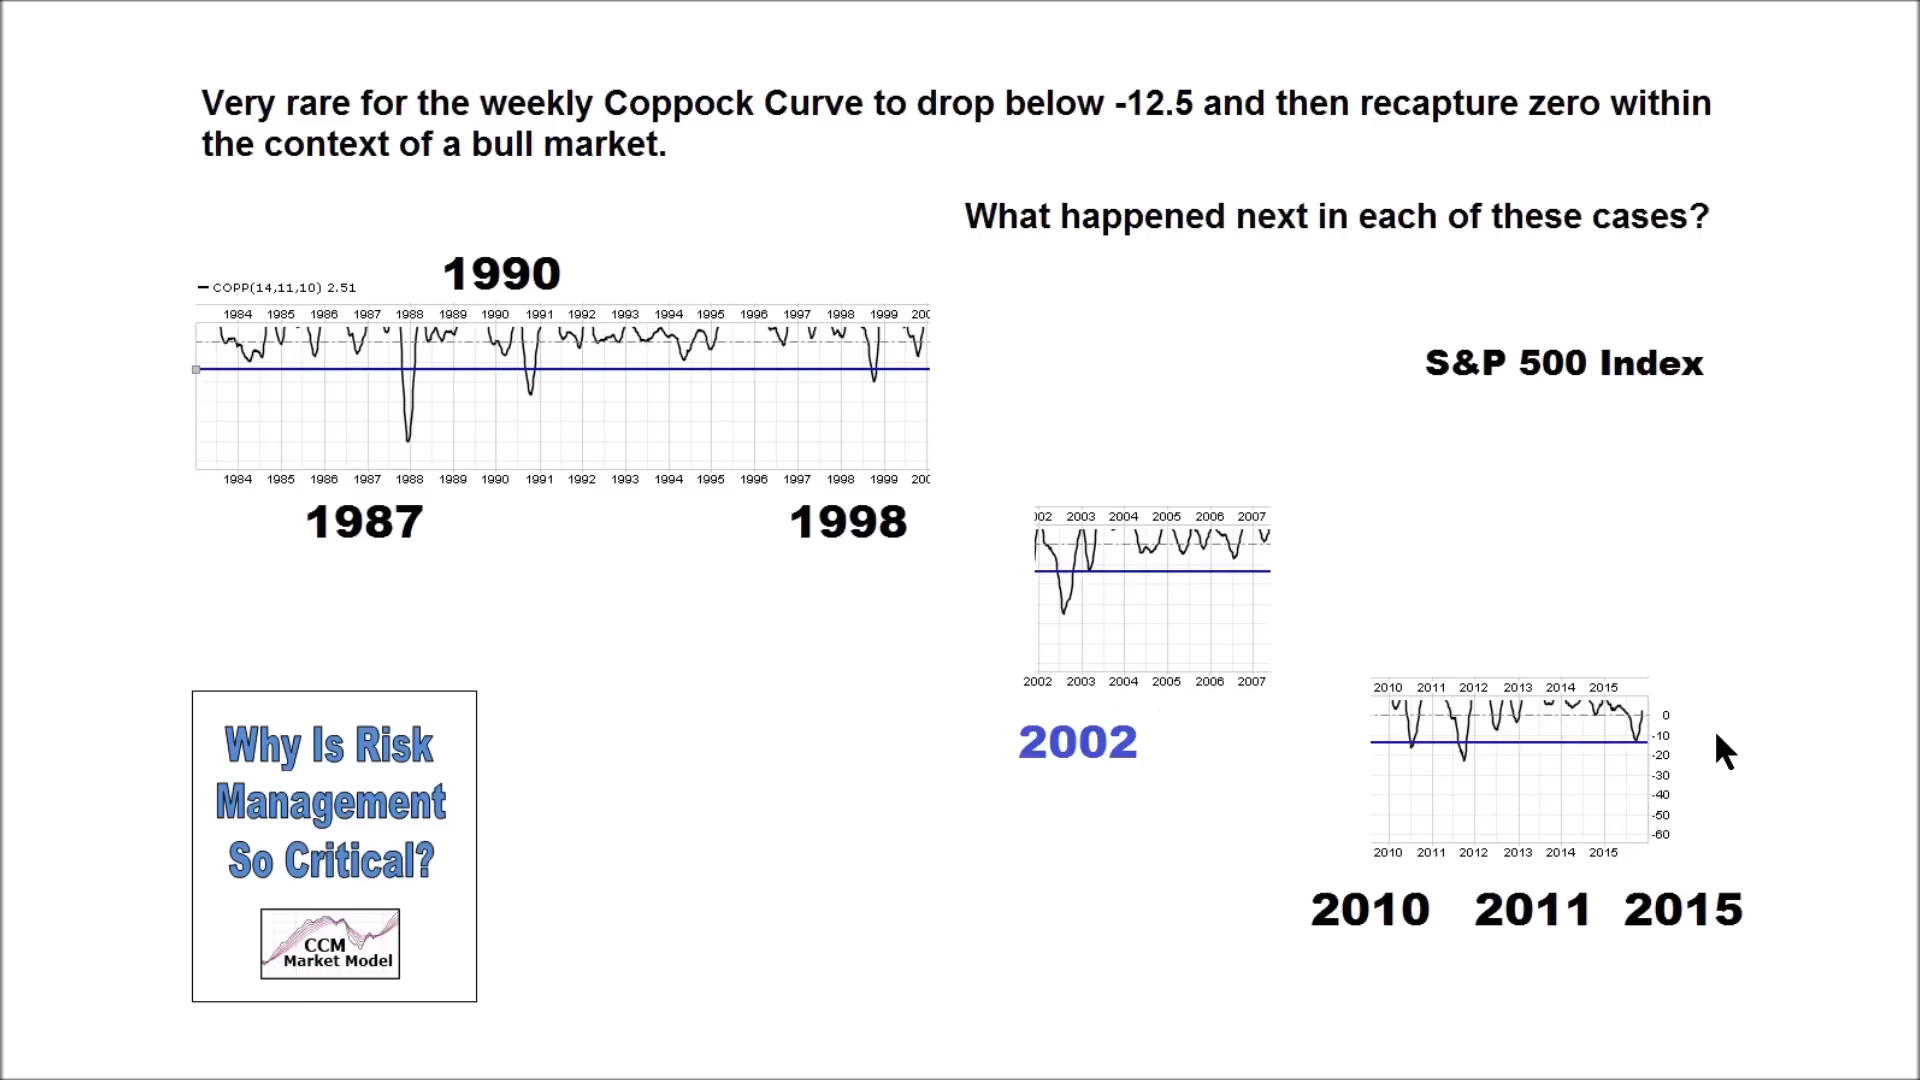 Very rare for the weekly Coppock Curve to drop below -12.5 and then recapture zero within
the context of a bull market.
What happened next in each of these cases?
1990
COPP(14,11,10) 2.51
1984 1985 1986 1987 1988 1989 1990 1991 1992 1993 1994 1995 1996 1997 1998 1999 200
S&P 500 Index
1984 1985 1986 1987 1988 1989 1990 1991 1992 1993 1994 1995 1996 1997 1998 1999 200
1987
1998
002 2003 2004 2005 2006 2007
2002 2003 2004 2005 2006 2007
2002
2010 2011 2012 2013 2014 2015
0
-10
-20
-30
-40
-50
-60
2010 2011 2012 2013 2014 2015
2010 2011 2015
Why Is Risk
Management
So Critical?
CCM
Market Model